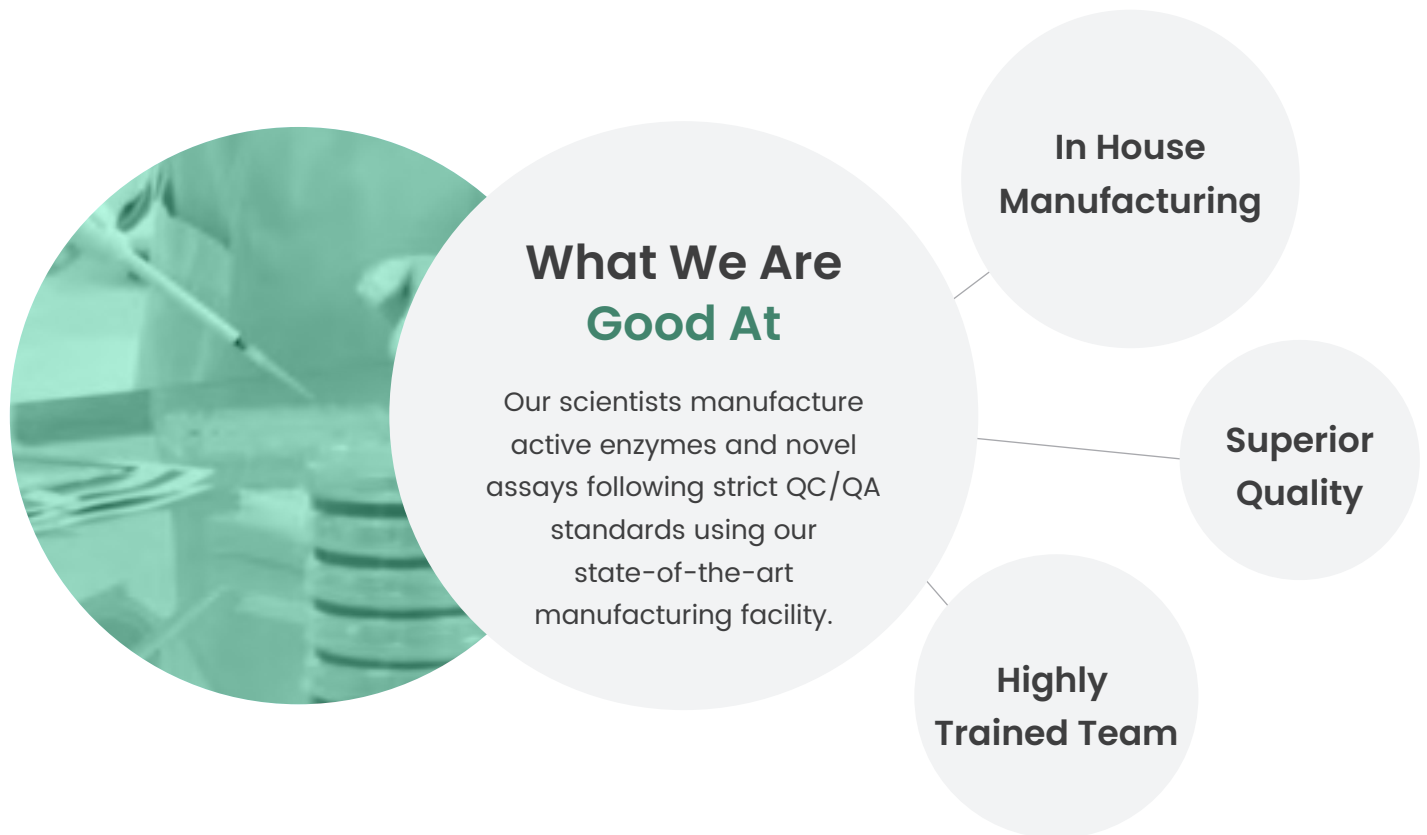 What We Are
Good At
Our scientists manufacture
active enzymes and novel
assays following strict QC/QA
standards using our
state-of-the-art
manufacturing facility.
In House
Manufacturing
Superior
Quality
Highly
Trained Team